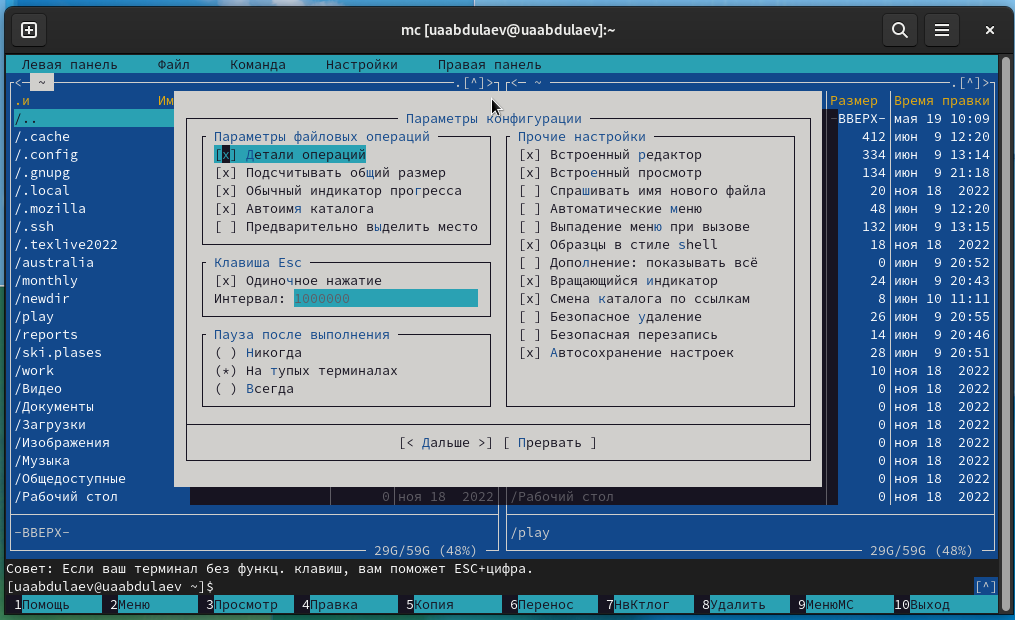 mc [uaabdulaev@uaabdulaev]:~
Левая панель Файл Команда Настройки Правая панель
<— ~ .[^]> <— ~ .[^]>
.и Им Размер Время правки
/.. -ВВЕРХ- мая 19 10:09
/.cache 412 июн 9 12:20
/.config 334 июн 9 13:14
/.gnupg 134 июн 9 21:18
/.local 20 ноя 18 2022
/.mozilla 48 июн 9 12:20
/.ssh 132 июн 9 13:15
/.texlive2022 18 ноя 18 2022
/australia 0 июн 9 20:52
/monthly 24 июн 9 20:43
/newdir 8 июн 10 11:11
/play 26 июн 9 20:55
/reports 14 июн 9 20:46
/ski.plases 28 июн 9 20:51
/work 10 ноя 18 2022
/Видео 0 ноя 18 2022
/Документы 0 ноя 18 2022
/Загрузки 0 ноя 18 2022
/Изображения 0 ноя 18 2022
/Музыка 0 ноя 18 2022
/Общедоступные 0 ноя 18 2022
/Рабочий стол 0 ноя 18 2022 /Рабочий стол 0 ноя 18 2022
Параметры конфигурации
Параметры файловых операций
[x] Детали операций
[x] Подсчитывать общий размер
[x] Обычный индикатор прогресса
[x] Автоимя каталога
[ ] Предварительно выделить место
Клавиша Esc
[x] Одиночное нажатие
Интервал: 1000000
Пауза после выполнения
( ) Никогда
(*) На тупых терминалах
( ) Всегда
Прочие настройки
[x] Встроенный редактор
[x] Встроенный просмотр
[ ] Спрашивать имя нового файла
[ ] Автоматические меню
[ ] Выпадение меню при вызове
[x] Образцы в стиле shell
[ ] Дополнение: показывать всё
[x] Вращающийся индикатор
[x] Смена каталога по ссылкам
[ ] Безопасное удаление
[ ] Безопасная перезапись
[x] Автосохранение настроек
[< Дальше >] [ Прервать ]
-ВВЕРХ- /play
29G/59G (48%) 29G/59G (48%)
Совет: Если ваш терминал без функц. клавиш, вам поможет ESC+цифра.
[uaabdulaev@uaabdulaev ~]$ [^]
1Помощь 2Меню 3Просмотр 4Правка 5Копия 6Перенос 7НвКтлог 8Удалить 9МенюMC 10Выход